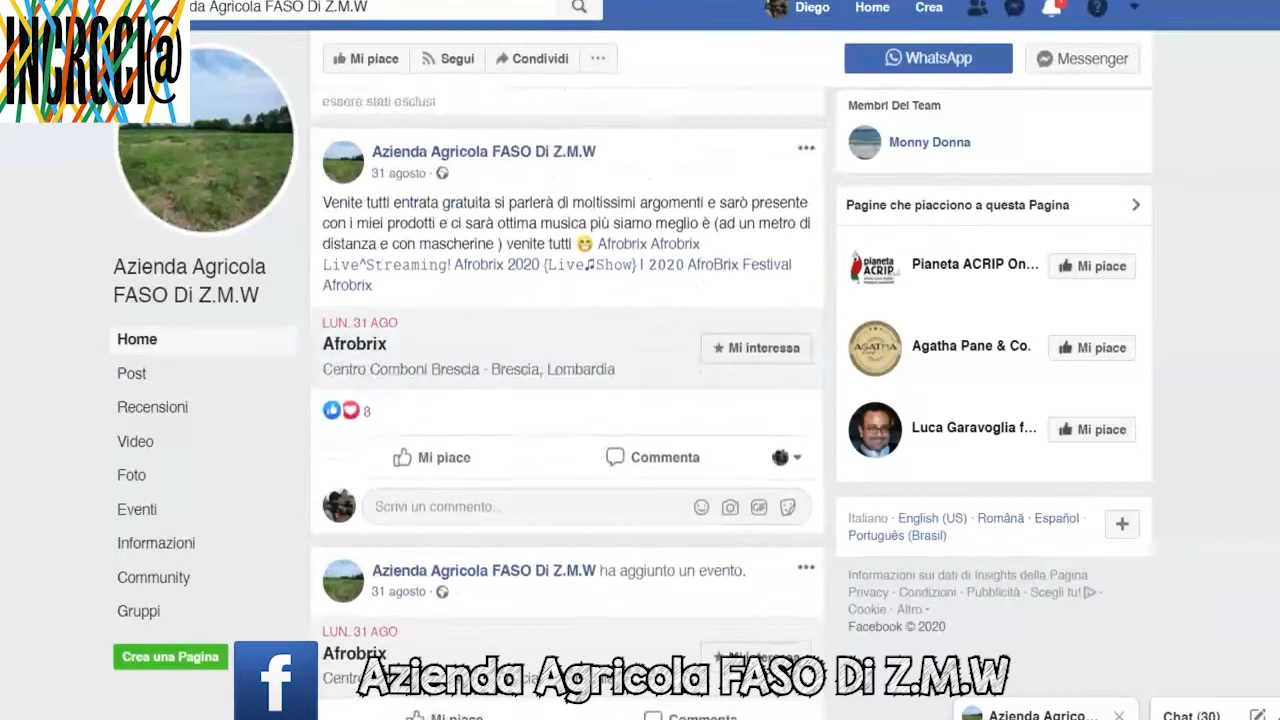 INCROCI@
da Agricola FASO Di Z.M.W
Diego Home Crea
Mi piace Segui Condividi ···
WhatsApp Messenger
essere stati esclusi
Membri Del Team
Monny Donna
Azienda Agricola FASO Di Z.M.W
31 agosto ·
Venite tutti entrata gratuita si parlerà di moltissimi argomenti e sarò presente
con i miei prodotti e ci sarà ottima musica più siamo meglio è (ad un metro di
distanza e con mascherine ) venite tutti 😁 Afrobrix Afrobrix
Live^Streaming! Afrobrix 2020 {Live♫Show} I 2020 AfroBrix Festival
Afrobrix
LUN. 31 AGO
Afrobrix
Centro Comboni Brescia · Brescia, Lombardia
★ Mi interessa
8
Mi piace Commenta
Scrivi un commento...
GIF
Azienda Agricola FASO Di Z.M.W ha aggiunto un evento.
31 agosto ·
LUN. 31 AGO
Afrobrix
Mi piace Commenta
Azienda Agricola
FASO Di Z.M.W
Home
Post
Recensioni
Video
Foto
Eventi
Informazioni
Community
Gruppi
Crea una Pagina
Pagine che piacciono a questa Pagina
pianeta
ACRIP
Pianeta ACRIP On... Mi piace
AGATHA
Agatha Pane & Co. Mi piace
Luca Garavoglia f... Mi piace
Italiano · English (US) · Română · Español ·
Português (Brasil)
Informazioni sui dati di Insights della Pagina
Privacy · Condizioni · Pubblicità · Scegli tu! ·
Cookie · Altro
Facebook © 2020
f
Azienda Agricola FASO Di Z.M.W
Azienda Agrico...
Chat (30)